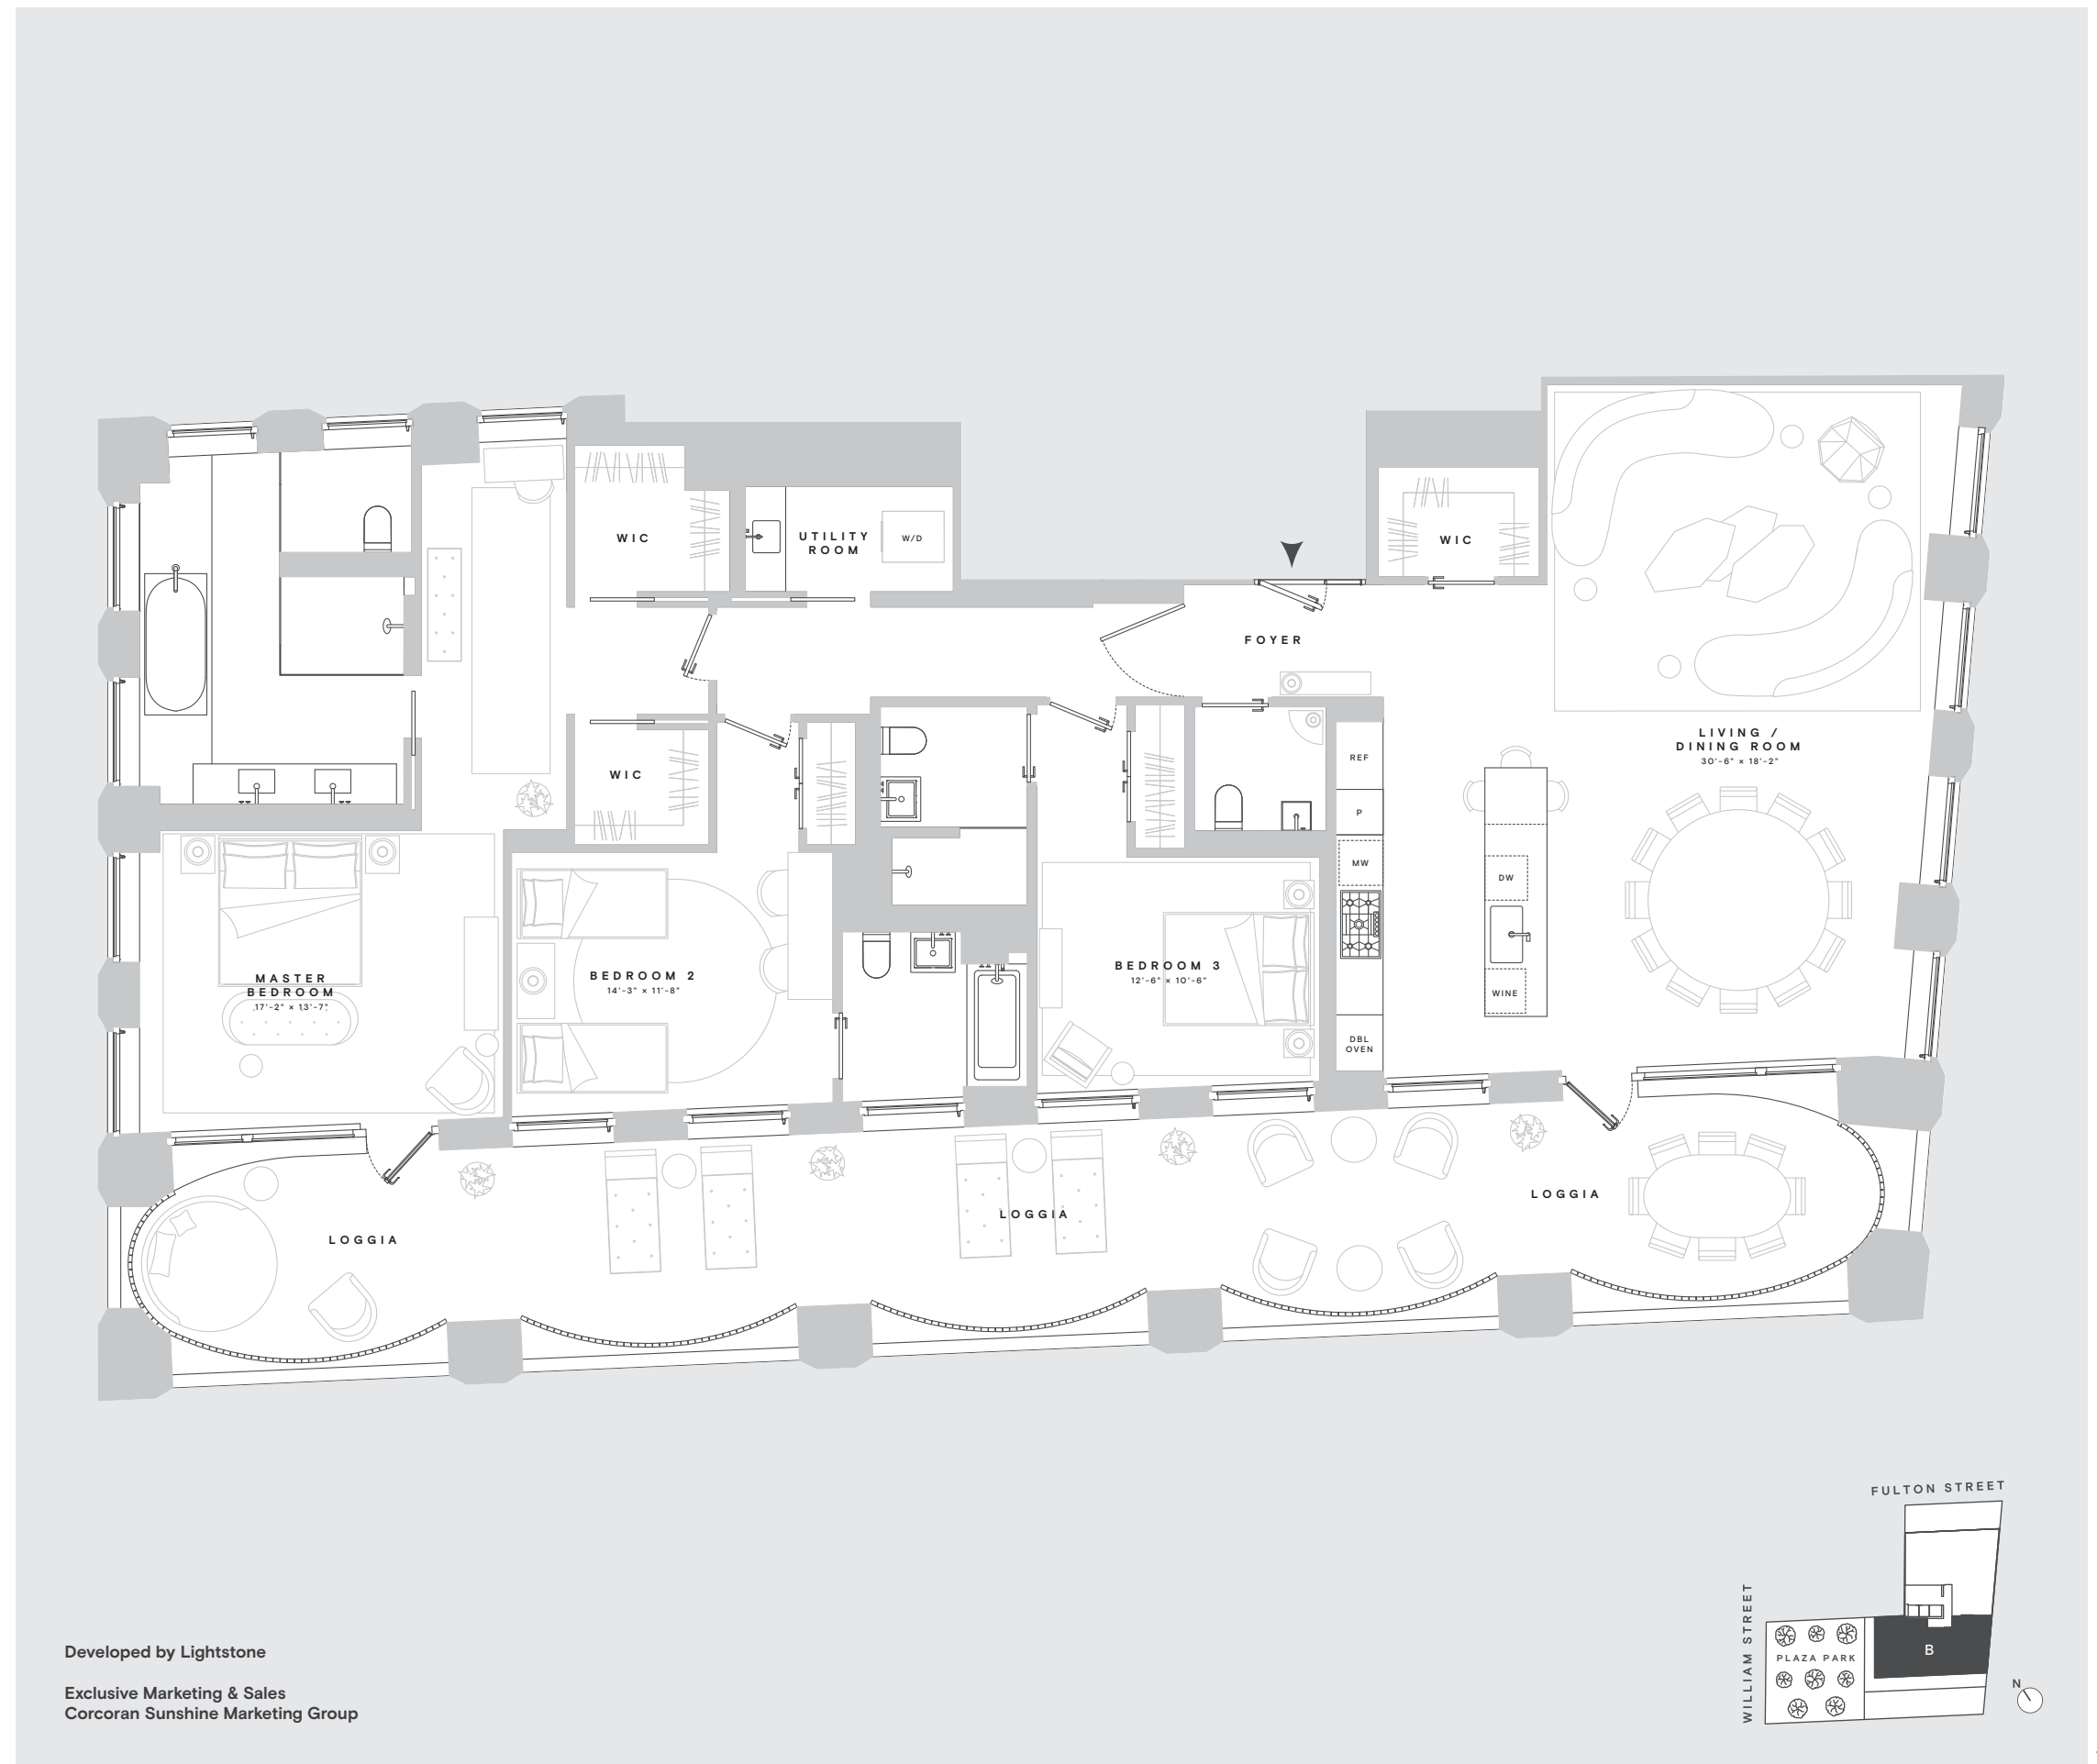 WIC
UTILITY
ROOM
W/D
WIC
FOYER
LIVING /
DINING ROOM
30'-6" × 18'-2"
WIC
REF
P
MW
DW
WINE
DBL
OVEN
MASTER
BEDROOM
17'-2" × 13'-7"
BEDROOM 2
14'-3" × 11'-8"
BEDROOM 3
12'-6" × 10'-6"
LOGGIA
LOGGIA
LOGGIA
FULTON STREET
WILLIAM STREET
PLAZA PARK
B
N
Developed by Lightstone
Exclusive Marketing & Sales
Corcoran Sunshine Marketing Group